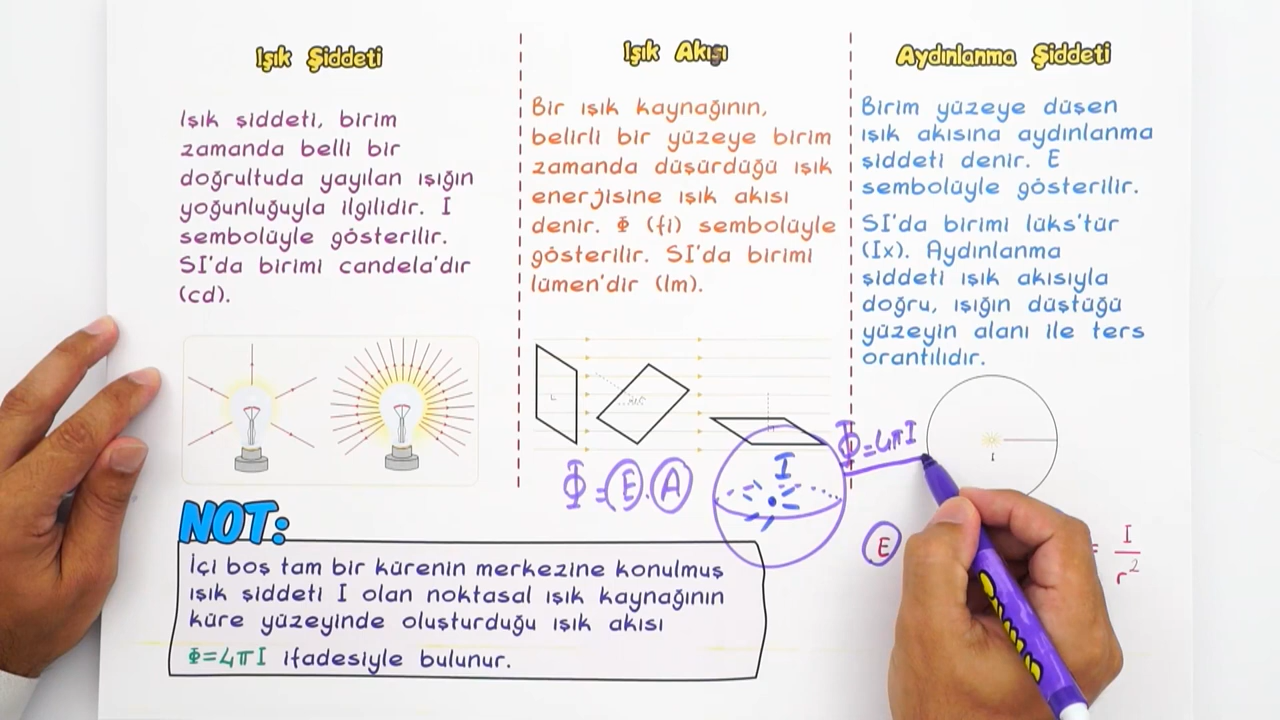 Işık Şiddeti
Işık şiddeti, birim
zamanda belli bir
doğrultuda yayılan ışığın
yoğunluğuyla ilgilidir. I
sembolüyle gösterilir.
SI'da birimi candela'dır
(cd).
Işık Akışı
Bir ışık kaynağının,
belirli bir yüzeye birim
zamanda düşürdüğü ışık
enerjisine ışık akısı
denir. Φ (fi) sembolüyle
gösterilir. SI'da birimi
lümen'dir (lm).
Φ=E.A
I
Φ=4πI
Aydınlanma Şiddeti
Birim yüzeye düşen
ışık akısına aydınlanma
şiddeti denir. E
sembolüyle gösterilir.
SI'da birimi lüks'tür
(Ix). Aydınlanma
şiddeti ışık akısıyla
doğru, ışığın düştüğü
yüzeyin alanı ile ters
orantılıdır.
I
E
= I
r²
NOT:
İçi boş tam bir kürenin merkezine konulmuş
ışık şiddeti I olan noktasal ışık kaynağının
küre yüzeyinde oluşturduğu ışık akısı
Φ=4πI ifadesiyle bulunur.